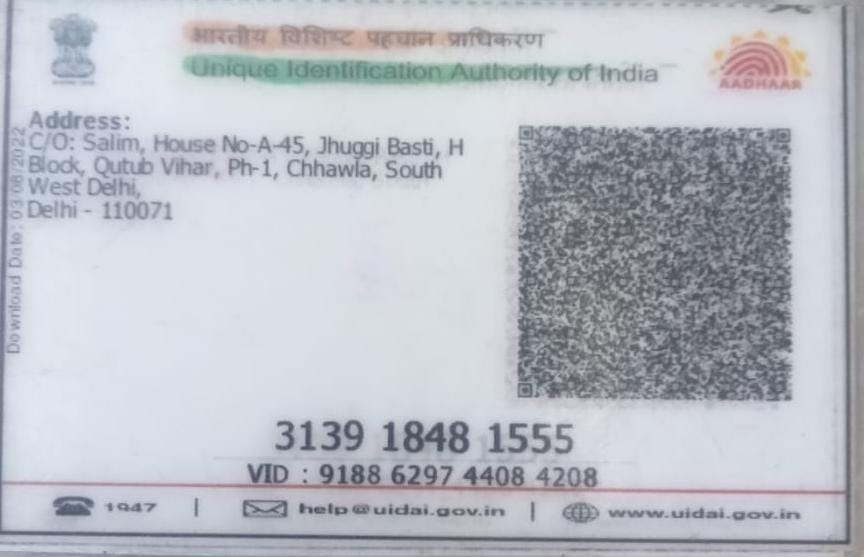 भारतीय विशिष्ट पहचान प्राधिकरण
Unique Identification Authority of India
AADHAAR
Address:
C/O: Salim, House No-A-45, Jhuggi Basti, H
Block, Qutub Vihar, Ph-1, Chhawla, South
West Delhi,
Delhi - 110071
Download Date: 03/08/2022
3139 1848 1555
VID : 9188 6297 4408 4208
1947 | help@uidai.gov.in | www.uidai.gov.in